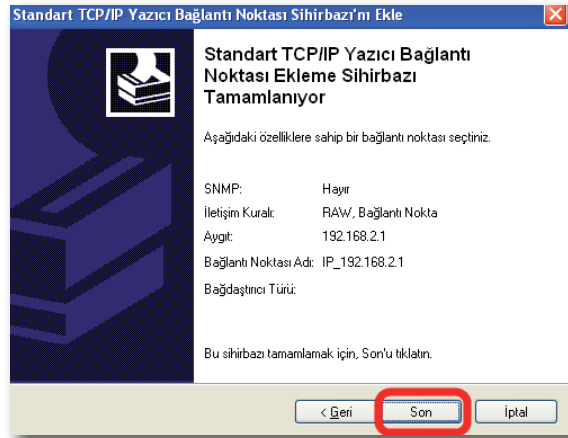 Standart TCP/IP Yazıcı Bağlantı Noktası Sihirbazı'nı Ekle
Standart TCP/IP Yazıcı Bağlantı
Noktası Ekleme Sihirbazı
Tamamlanıyor
Aşağıdaki özelliklere sahip bir bağlantı noktası seçtiniz.
SNMP: Hayır
İletişim Kuralı: RAW, Bağlantı Nokta
Aygıt: 192.168.2.1
Bağlantı Noktası Adı: IP_192.168.2.1
Bağdaştırıcı Türü:
Bu sihirbazı tamamlamak için, Son'u tıklatın.
< Geri Son İptal